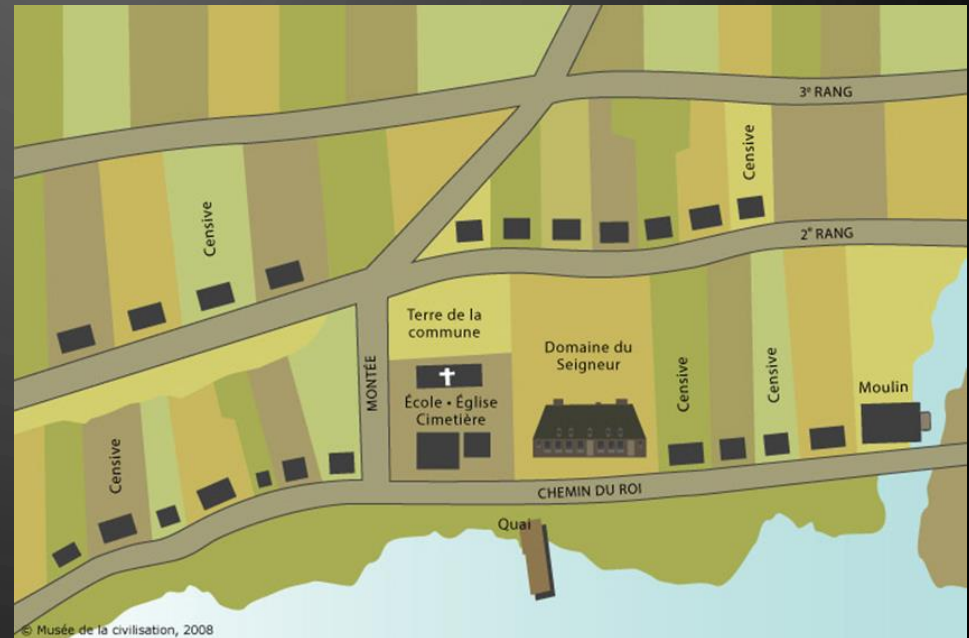 3e RANG
Censive
Censive
2e RANG
Terre de la
commune
Domaine du
Seigneur
MONTÉE
École • Église
Cimetière
Censive
Censive
Moulin
Censive
CHEMIN DU ROI
Quai
© Musée de la civilisation, 2008